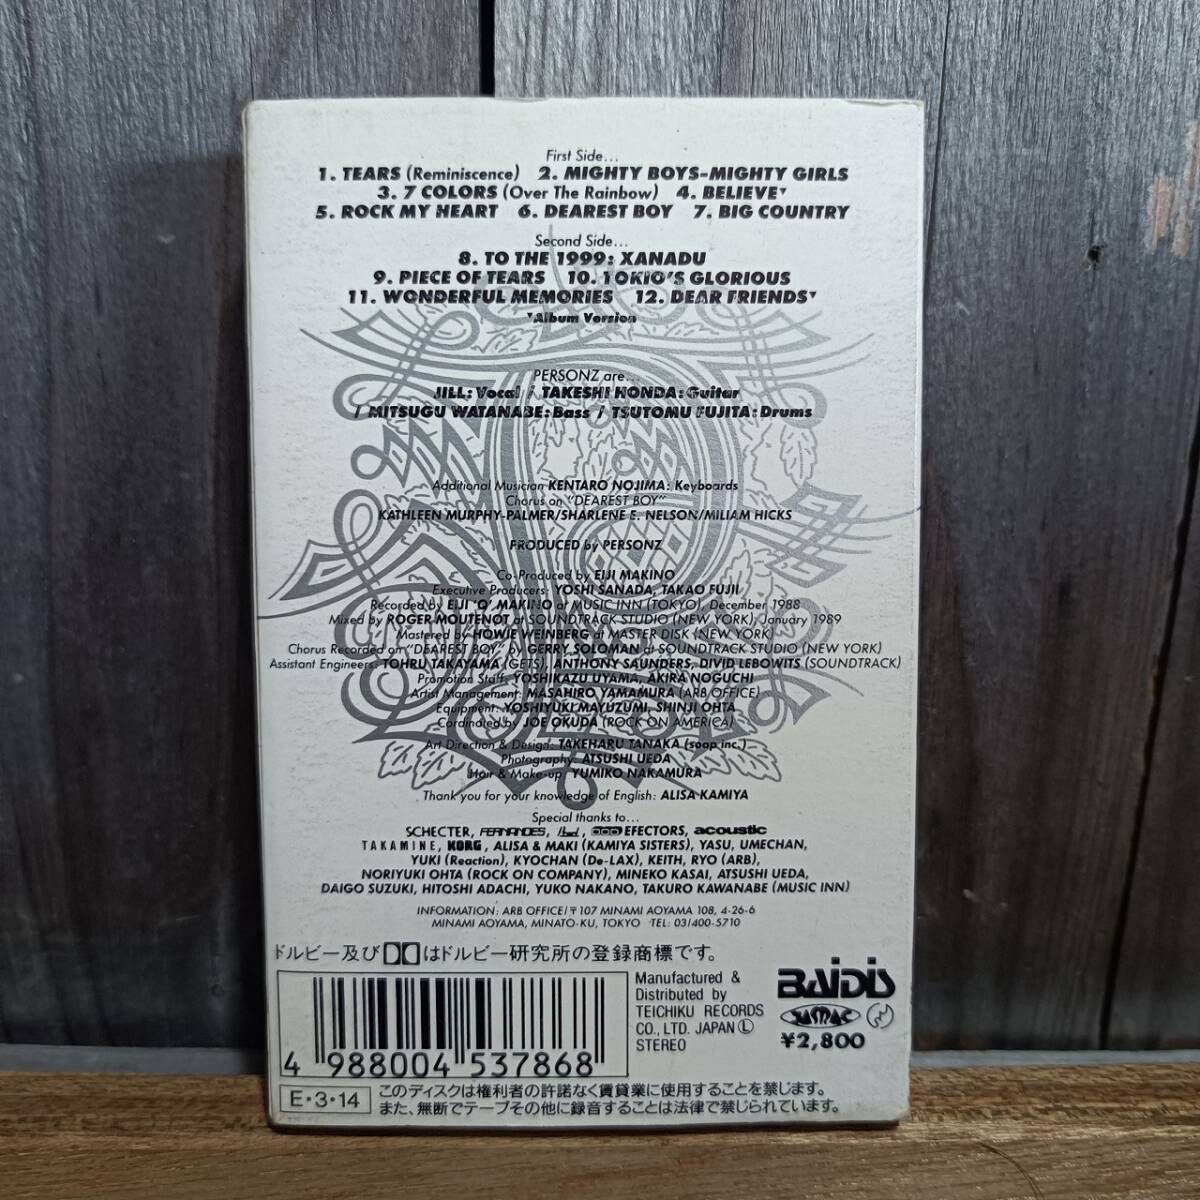 First Side...
1. TEARS (Reminiscence) 2. MIGHTY BOYS-MIGHTY GIRLS
3. 7 COLORS (Over The Rainbow) 4. BELIEVE▼
5. ROCK MY HEART 6. DEAREST BOY 7. BIG COUNTRY
Second Side...
8. TO THE 1999: XANADU
9. PIECE OF TEARS 10. TOKIO'S GLORIOUS
11. WONDERFUL MEMORIES 12. DEAR FRIENDS▼
▼Album Version
PERSONZ are...
JILL: Vocal / TAKESHI HONDA: Guitar
/ MITSUGU WATANABE: Bass / TSUTOMU FUJITA: Drums
Additional Musician KENTARO NOJIMA: Keyboards
Chorus on "DEAREST BOY"
KATHLEEN MURPHY-PALMER/SHARLENE E. NELSON/MILIAM HICKS
PRODUCED by PERSONZ
Co-Produced by EIJI MAKINO
Executive Producers: YOSHI SANADA, TAKAO FUJII
Recorded By EIJI 'Q' MAKINO at MUSIC INN (TOKYO), December 1988
Mixed by ROGER MOUTENOT at SOUNDTRACK STUDIO (NEW YORK), January 1989
Mastered by HOWIE WEINBERG at MASTER DISK (NEW YORK)
Chorus Recorded on "DEAREST BOY" by GERRY SOLOMAN at SOUNDTRACK STUDIO (NEW YORK)
Assistant Engineers: TOHRU TAKAYAMA (GETS), ANTHONY SAUNDERS, DIVID LEBOWITS (SOUNDTRACK)
Promotion Staff: YOSHIKAZU UYAMA, AKIRA NOGUCHI
Artist Management: MASAHIRO YAMAMURA (ARB OFFICE)
Equipment: YOSHIYUKI MAYUZUMI, SHINJI OHTA
Cordinated by JOE OKUDA (ROCK ON AMERICA)
Art Direction & Design: TAKEHARU TANAKA (soap inc.)
Photography: ATSUSHI UEDA
Hair & Make-up: YUMIKO NAKAMURA
Thank you for your knowledge of English: ALISA KAMIYA
Special thanks to...
SCHECTER, FERNANDES, EFECTORS, acoustic
TAKAMINE, KORG, ALISA & MAKI (KAMIYA SISTERS), YASU, UMECHAN,
YUKI (Reaction), KYOCHAN (De-LAX), KEITH, RYO (ARB),
NORIYUKI OHTA (ROCK ON COMPANY), MINEKO KASAI, ATSUSHI UEDA,
DAIGO SUZUKI, HITOSHI ADACHI, YUKO NAKANO, TAKURO KAWANABE (MUSIC INN)
INFORMATION: ARB OFFICE/〒107 MINAMI AOYAMA 108, 4-26-6
MINAMI AOYAMA, MINATO-KU, TOKYO TEL: 03/400-5710
ドルビー及びはドルビー研究所の登録商標です。
4 988004 537868
Manufactured &
Distributed by
TEICHIKU RECORDS
CO., LTD. JAPAN Ⓛ
STEREO
BAIDIS
¥2,800
E・3・14
このディスクは権利者の許諾なく賃貸業に使用することを禁じます。
また、無断でテープその他に録音することは法律で禁じられています。